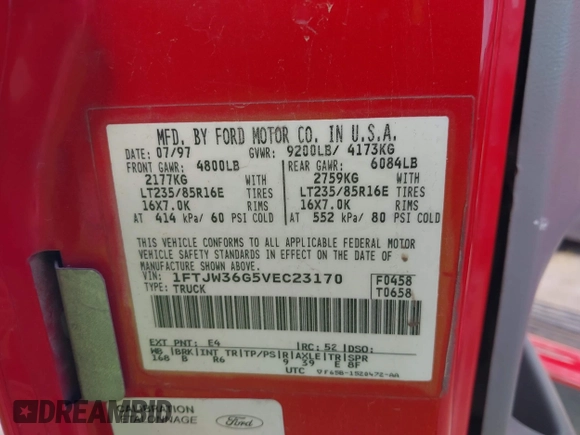 MFD. BY FORD MOTOR CO. IN U.S.A.
DATE: 07/97 GVWR: 9200LB/ 4173KG
FRONT GAWR: 4800LB REAR GAWR: 6084LB
2177KG WITH 2759KG WITH
LT235/85R16E TIRES LT235/85R16E TIRES
16X7.0K RIMS 16X7.0K RIMS
AT 414 kPa/ 60 PSI COLD AT 552 kPa/ 80 PSI COLD
THIS VEHICLE CONFORMS TO ALL APPLICABLE FEDERAL MOTOR
VEHICLE SAFETY STANDARDS IN EFFECT ON THE DATE OF
MANUFACTURE SHOWN ABOVE.
VIN: 1FTJW36G5VEC23170 F0458
TYPE: TRUCK T0658
EXT PNT: E4 RC: 52 DSO:
WB BRK INT TR TP/PS R AXLE TR SPR
168 B R6 9 39 E 8F
UTC
CALIBRATION
Ford
DREAMBID